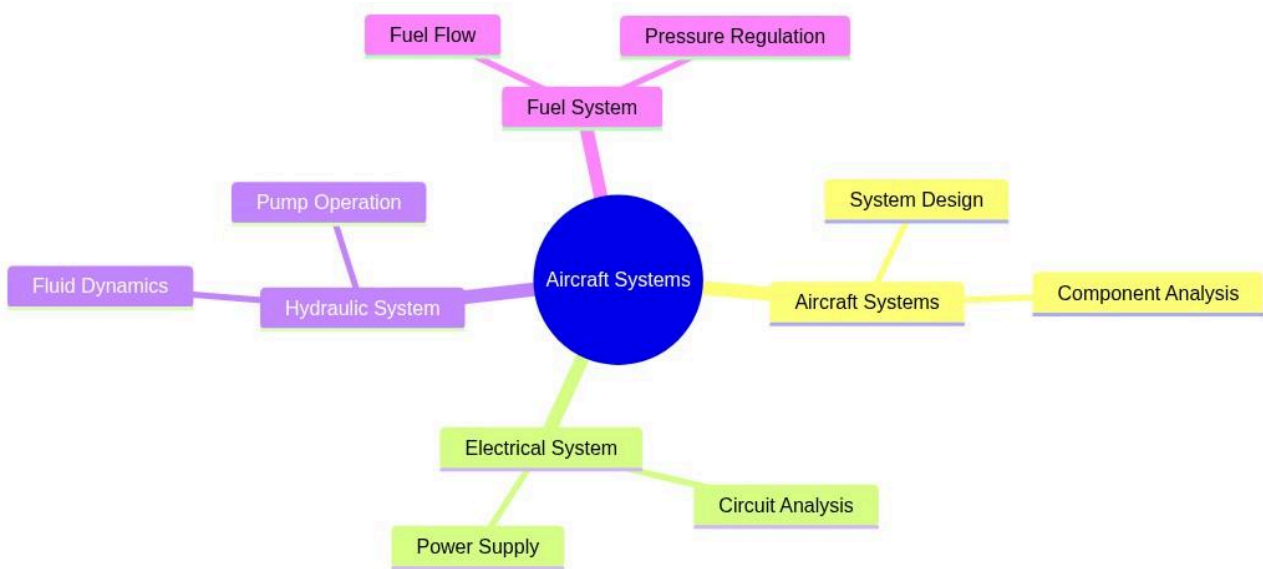 Fuel Flow
Pressure Regulation
Fuel System
Pump Operation
System Design
Fluid Dynamics
Hydraulic System
Aircraft Systems
Aircraft Systems
Component Analysis
Electrical System
Circuit Analysis
Power Supply